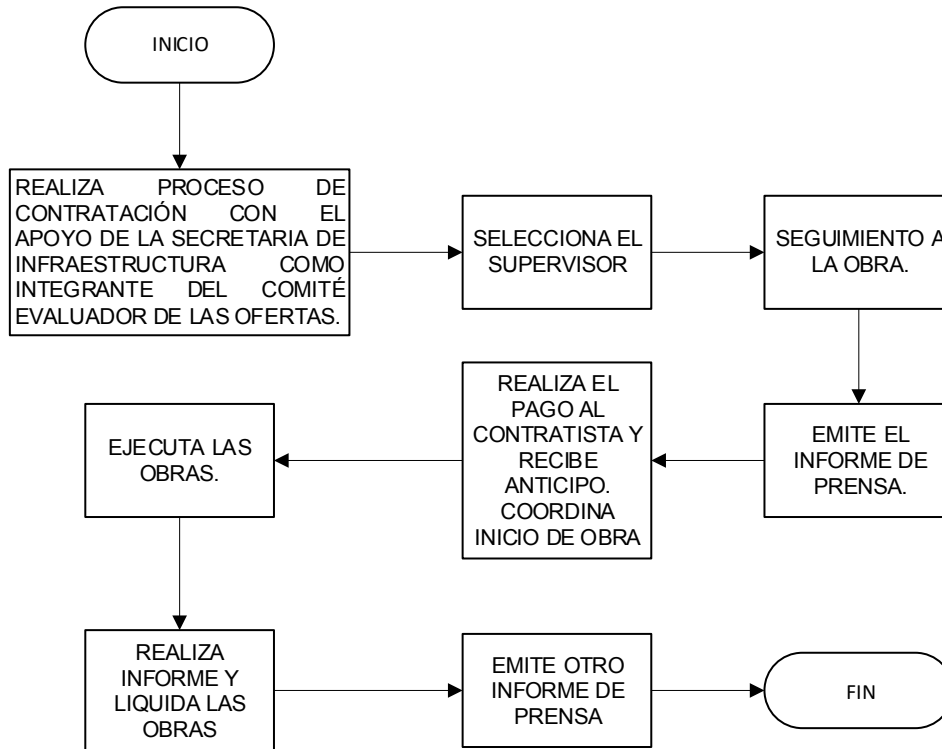 INICIO
REALIZA PROCESO DE
CONTRATACIÓN CON EL
APOYO DE LA SECRETARIA DE
INFRAESTRUCTURA COMO
INTEGRANTE DEL COMITÉ
EVALUADOR DE LAS OFERTAS.
SELECCIONA EL
SUPERVISOR
SEGUIMIENTO A
LA OBRA.
EMITE EL
INFORME DE
PRENSA.
REALIZA EL
PAGO AL
CONTRATISTA Y
RECIBE
ANTICIPO.
COORDINA
INICIO DE OBRA
EJECUTA LAS
OBRAS.
REALIZA
INFORME Y
LIQUIDA LAS
OBRAS
EMITE OTRO
INFORME DE
PRENSA
FIN